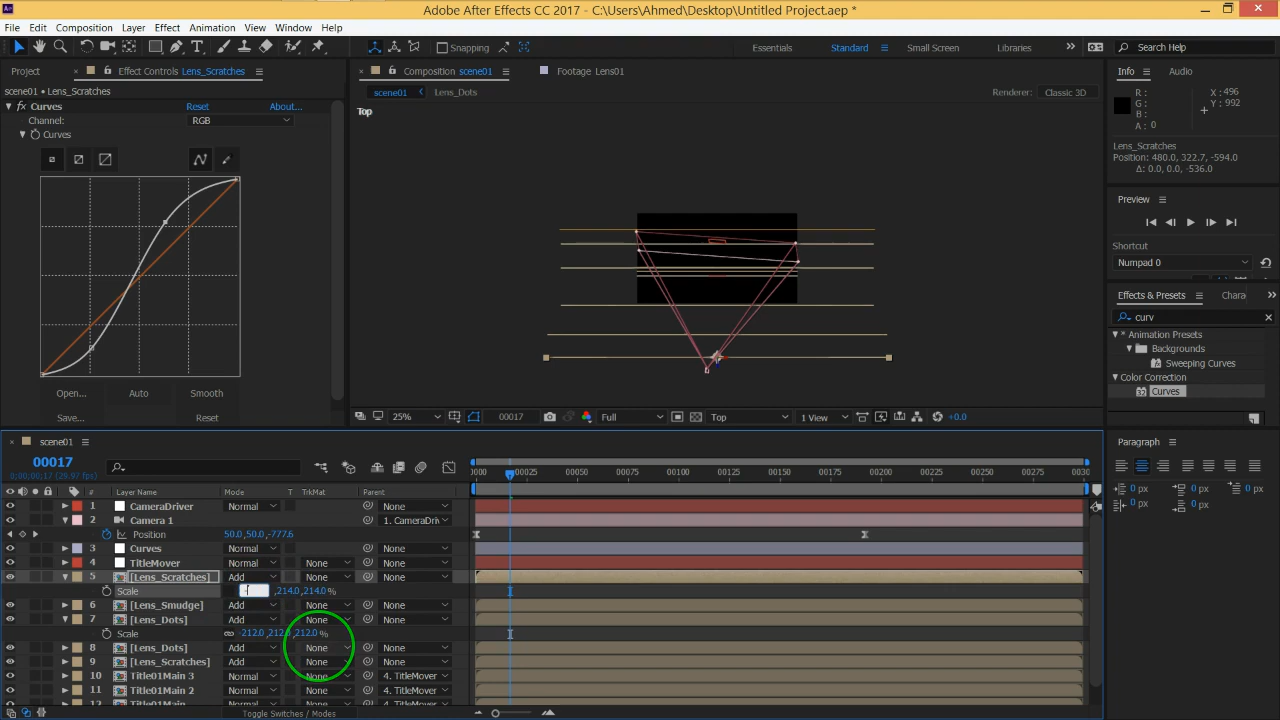 Adobe After Effects CC 2017 - C:\Users\Ahmed\Desktop\Untitled Project.aep *
File Edit Composition Layer Effect Animation View Window Help
Snapping
Essentials Standard Small Screen Libraries Search Help
Project Effect Controls Lens_Scratches
Composition scene01 Footage Lens01
Info Audio
scene01 • Lens_Scratches
scene01 Lens_Dots
Renderer: Classic 3D
fx Curves Reset About...
Channel: RGB
Curves
Top
R:
G:
B:
A: 0
X: 496
Y: 992
Lens_Scratches
Position: 480.0, 322.7, -594.0
Δ: 0.0, 0.0, -536.0
Preview
Shortcut
Numpad 0
Effects & Presets Chara
curv
* Animation Presets
Backgrounds
Sweeping Curves
Color Correction
Curves
Open... Auto Smooth
Save... Reset
25% 00017 Full Top 1 View +0.0
scene01
Paragraph
00017
0;00;00;17 (29.97 fps)
0000 00025 00050 00075 00100 00125 00150 00175 00200 00225 00250 00275 0030
# Layer Name Mode T TrkMat Parent
1 CameraDriver Normal None
2 Camera 1 1. CameraDriv
Position 50.0,50.0,-777.6
3 Curves Normal None
4 TitleMover Normal None None
5 [Lens_Scratches] Add None None
Scale - ,214.0,214.0 %
6 [Lens_Smudge] Add None None
7 [Lens_Dots] Add None None
Scale -212.0,212.0,212.0 %
8 [Lens_Dots] Add None None
9 [Lens_Scratches] Add None None
10 Title01Main 3 Normal None 4. TitleMover
11 Title01Main 2 Normal None 4. TitleMover
12 Title01Main Normal None 4. TitleMover
Toggle Switches / Modes
0 px 0 px 0 px
0 px 0 px